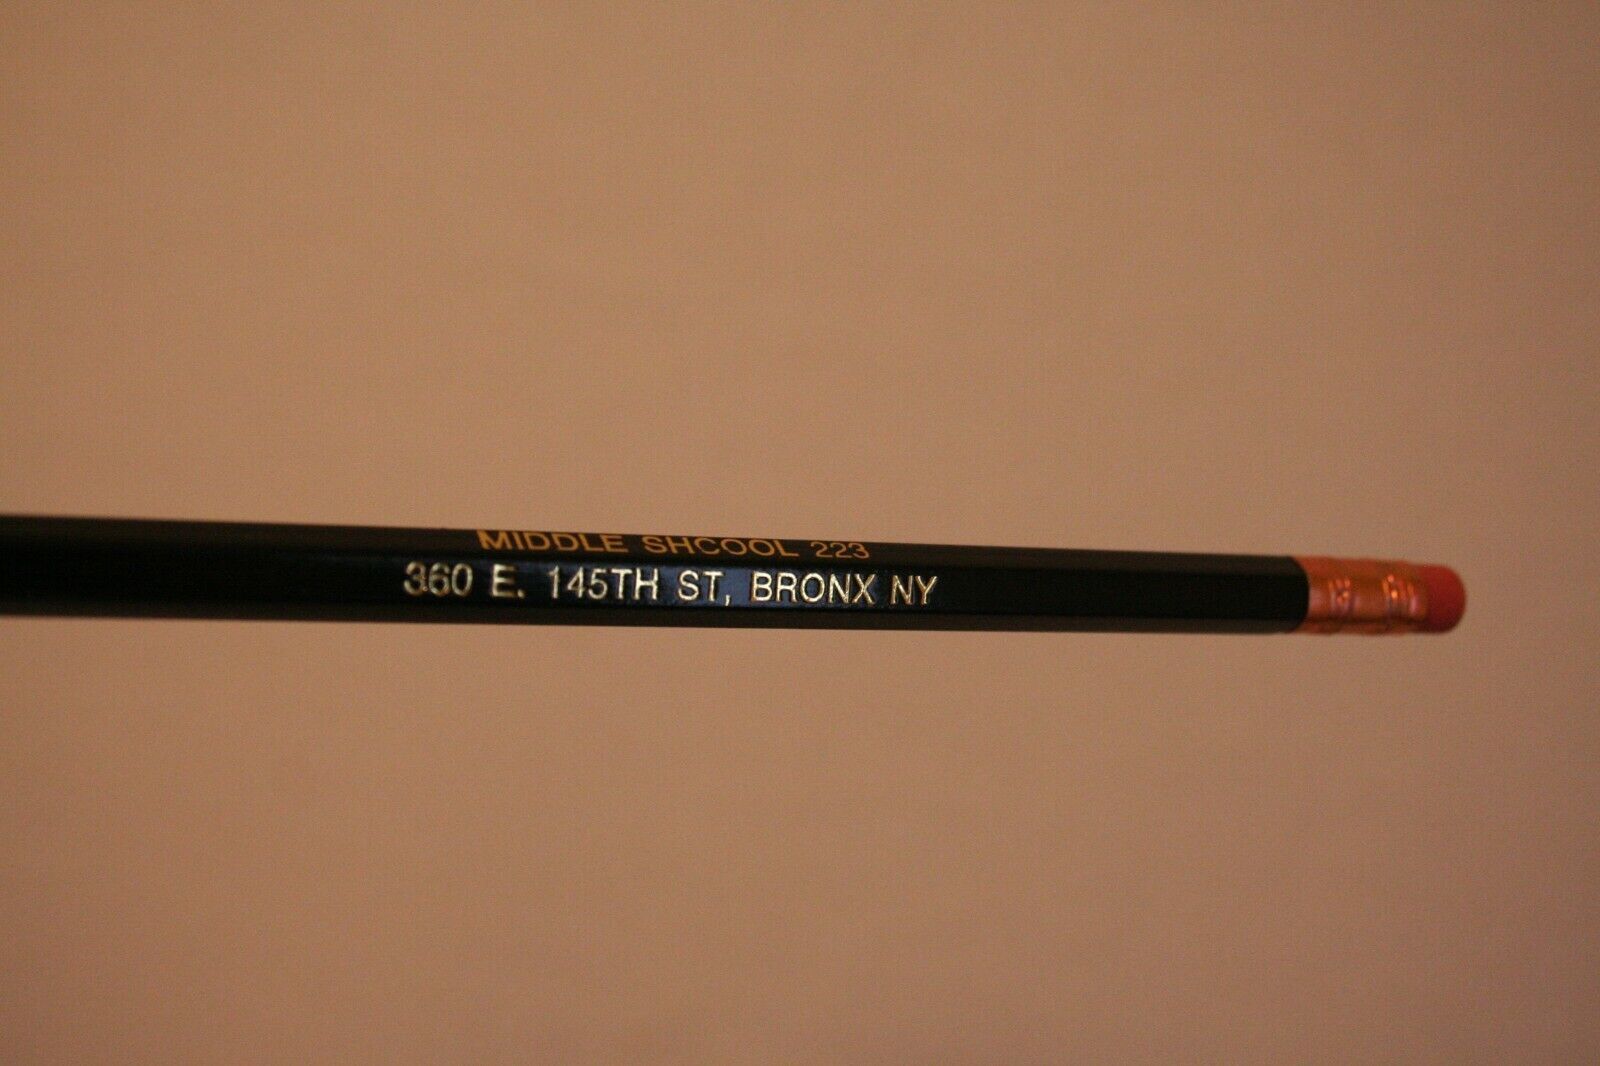 MIDDLE SHCOOL 223
360 E. 145TH ST, BRONX NY